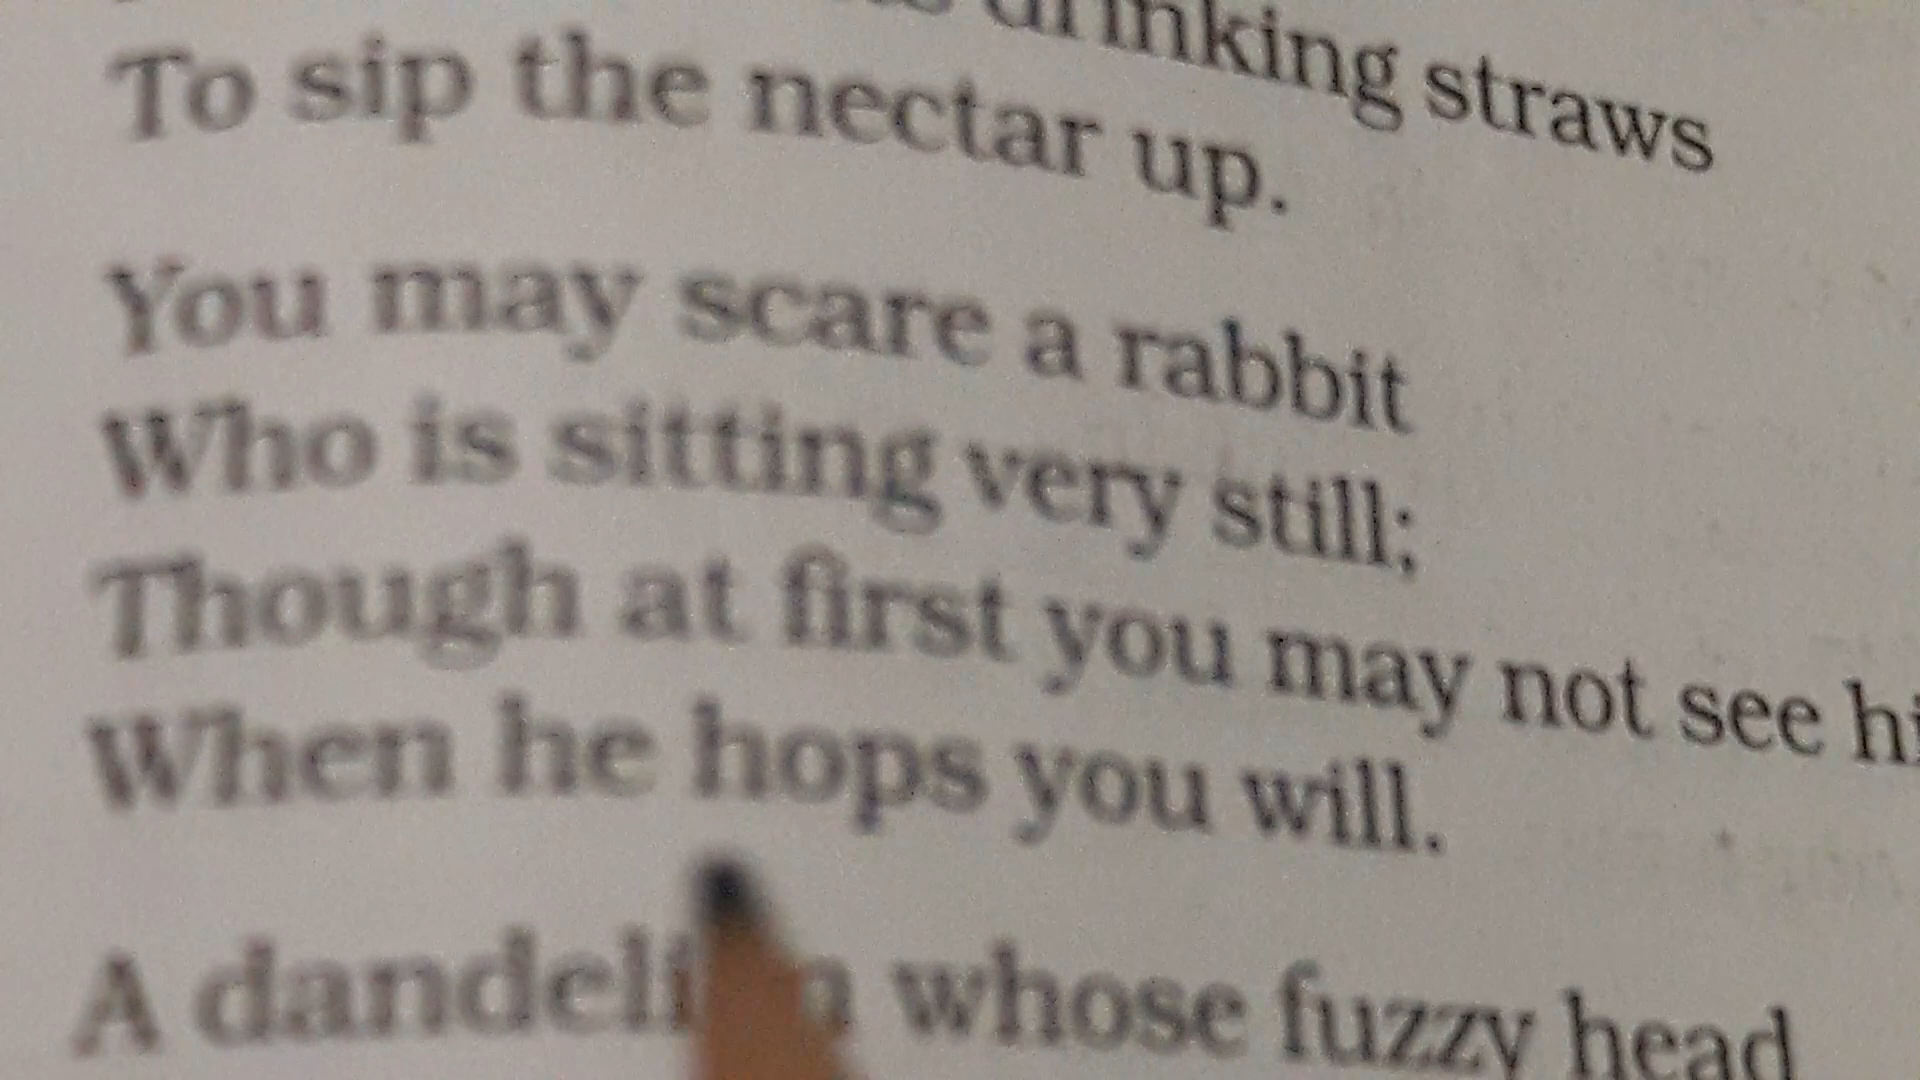 drinking straws
To sip the nectar up.
You may scare a rabbit
Who is sitting very still;
Though at first you may not see
When he hops you will.
A whose fuzzy head